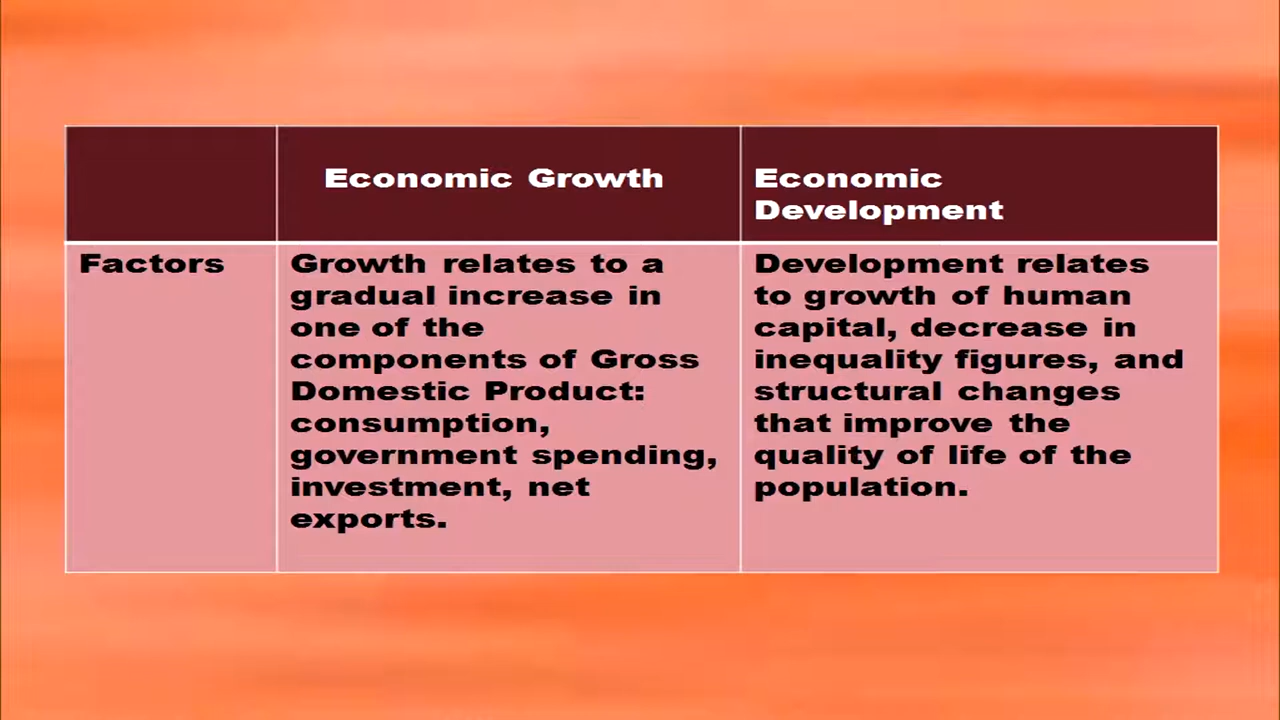 Economic Growth
Economic
Development
Factors
Growth relates to a
gradual increase in
one of the
components of Gross
Domestic Product:
consumption,
government spending,
investment, net
exports.
Development relates
to growth of human
capital, decrease in
inequality figures, and
structural changes
that improve the
quality of life of the
population.